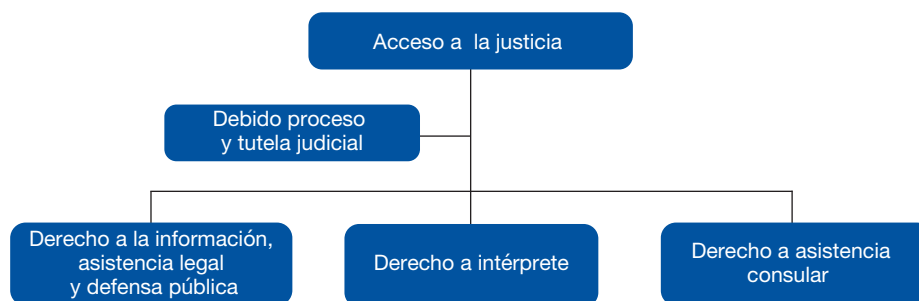 Acceso a la justicia
Debido proceso
y tutela judicial
Derecho a la información,
asistencia legal
y defensa pública
Derecho a intérprete
Derecho a asistencia
consular